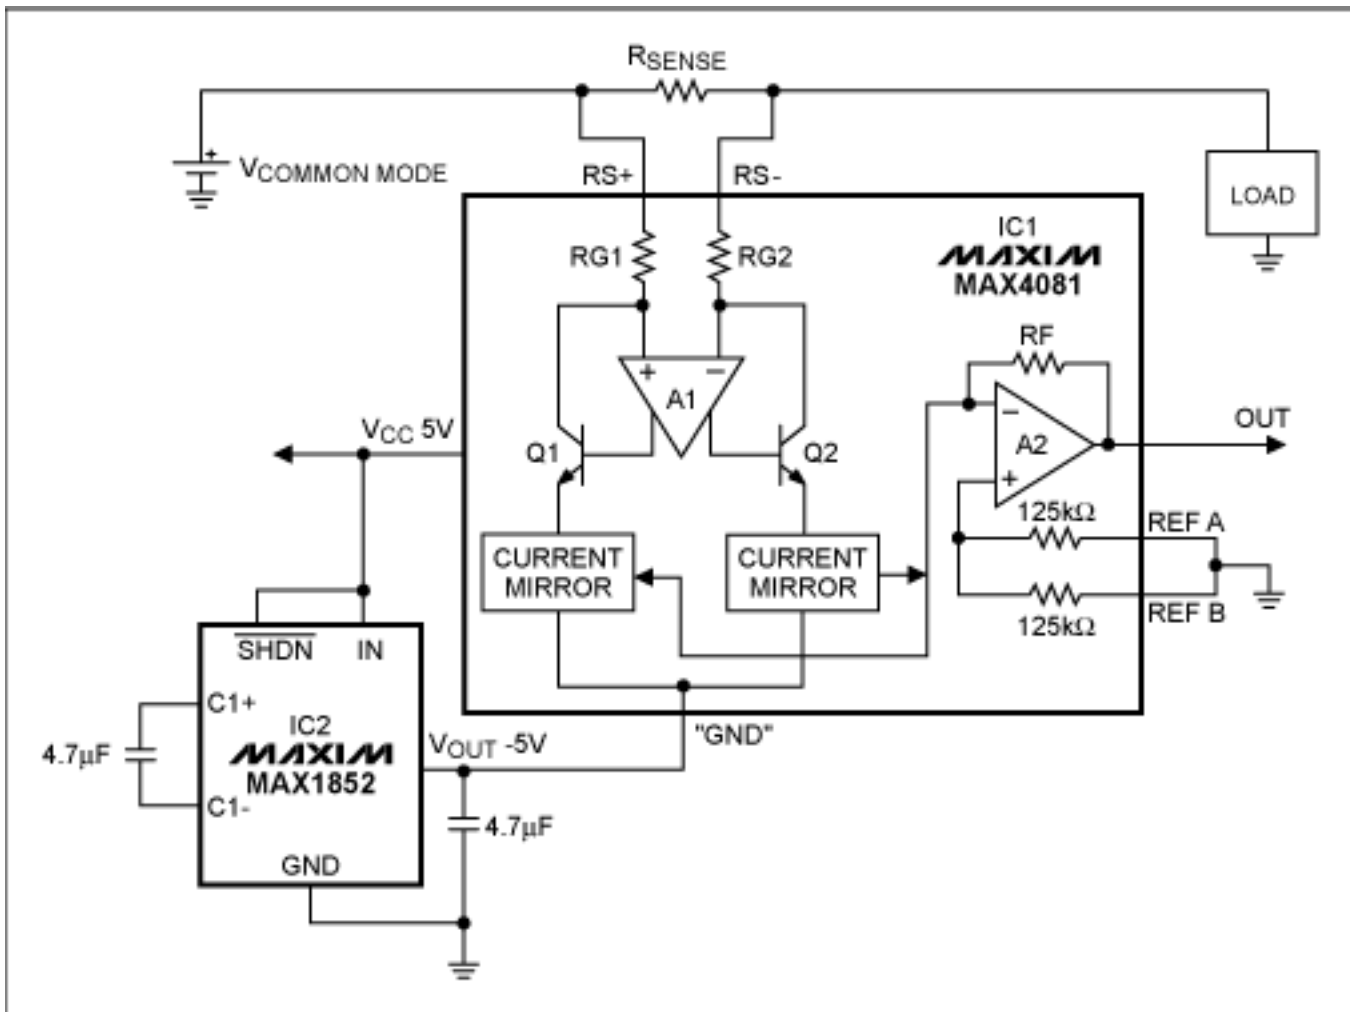 RSENSE
VCOMMON MODE
RS+
RS-
LOAD
IC1
MAXIM
MAX4081
RG1
RG2
RF
+
−
A1
VCC 5V
Q1
Q2
−
A2
+
OUT
125kΩ
REF A
CURRENT
MIRROR
CURRENT
MIRROR
125kΩ
REF B
SHDN
IN
C1+
IC2
MAXIM
MAX1852
4.7μF
C1-
VOUT -5V
"GND"
4.7μF
GND